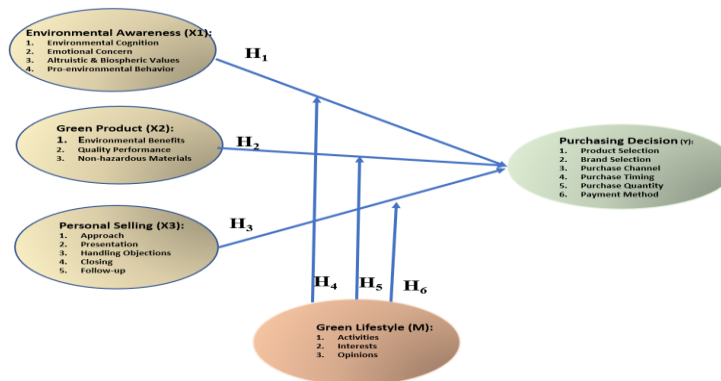 Environmental Awareness (X1):
1. Environmental Cognition
2. Emotional Concern
3. Altruistic & Biospheric Values
4. Pro-environmental Behavior
H1
Green Product (X2):
1. Environmental Benefits
2. Quality Performance
3. Non-hazardous Materials
H2
Purchasing Decision (Y):
1. Product Selection
2. Brand Selection
3. Purchase Channel
4. Purchase Timing
5. Purchase Quantity
6. Payment Method
Personal Selling (X3):
1. Approach
2. Presentation
3. Handling Objections
4. Closing
5. Follow-up
H3
H4
H5
H6
Green Lifestyle (M):
1. Activities
2. Interests
3. Opinions